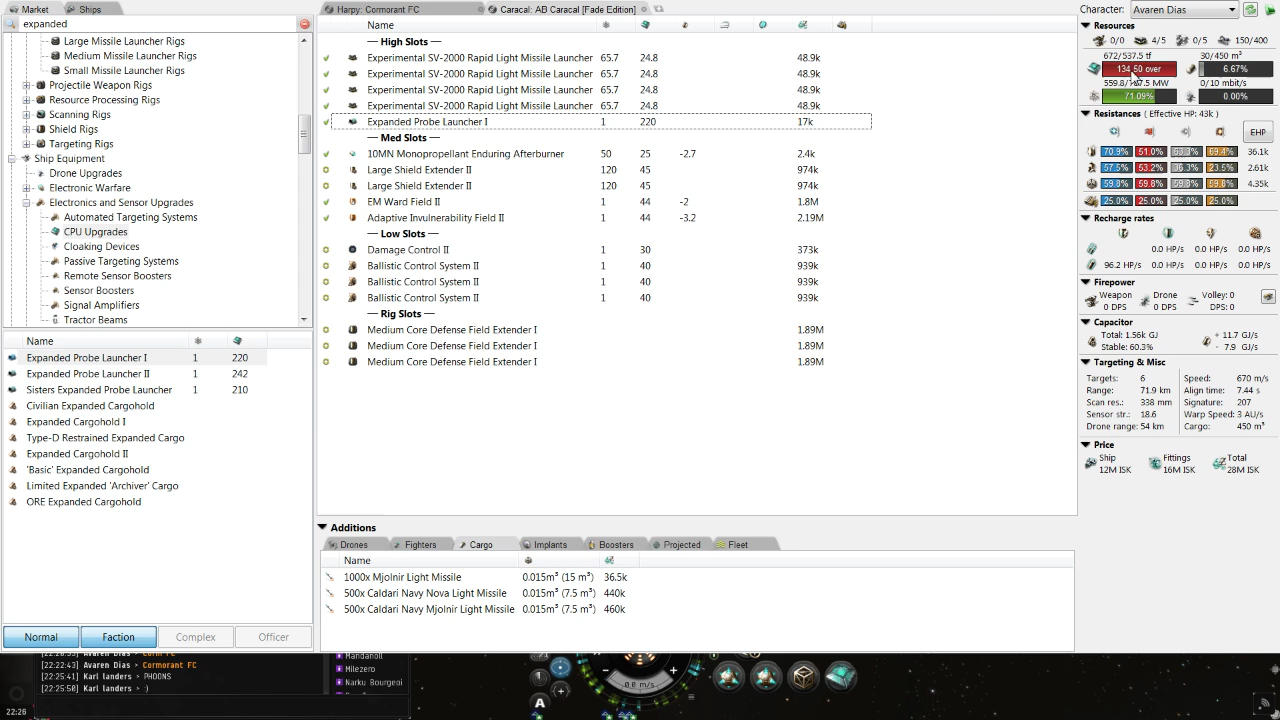 Market Ships
expanded
Large Missile Launcher Rigs
Medium Missile Launcher Rigs
Small Missile Launcher Rigs
Projectile Weapon Rigs
Resource Processing Rigs
Scanning Rigs
Shield Rigs
Targeting Rigs
Ship Equipment
Drone Upgrades
Electronic Warfare
Electronics and Sensor Upgrades
Automated Targeting Systems
CPU Upgrades
Cloaking Devices
Passive Targeting Systems
Remote Sensor Boosters
Sensor Boosters
Signal Amplifiers
Tractor Beams
Name
Expanded Probe Launcher I 1 220
Expanded Probe Launcher II 1 242
Sisters Expanded Probe Launcher 1 210
Civilian Expanded Cargohold
Expanded Cargohold I
Type-D Restrained Expanded Cargo
Expanded Cargohold II
'Basic' Expanded Cargohold
Limited Expanded 'Archiver' Cargo
ORE Expanded Cargohold
Normal Faction Complex Officer
Harpy: Cormorant FC Caracal: AB Caracal [Fade Edition]
Name
— High Slots —
Experimental SV-2000 Rapid Light Missile Launcher 65.7 24.8 48.9k
Experimental SV-2000 Rapid Light Missile Launcher 65.7 24.8 48.9k
Experimental SV-2000 Rapid Light Missile Launcher 65.7 24.8 48.9k
Experimental SV-2000 Rapid Light Missile Launcher 65.7 24.8 48.9k
Expanded Probe Launcher I 1 220 17k
— Med Slots —
10MN Monopropellant Enduring Afterburner 50 25 -2.7 2.4k
Large Shield Extender II 120 45 974k
Large Shield Extender II 120 45 974k
EM Ward Field II 1 44 -2 1.8M
Adaptive Invulnerability Field II 1 44 -3.2 2.19M
— Low Slots —
Damage Control II 1 30 373k
Ballistic Control System II 1 40 939k
Ballistic Control System II 1 40 939k
Ballistic Control System II 1 40 939k
— Rig Slots —
Medium Core Defense Field Extender I 1.89M
Medium Core Defense Field Extender I 1.89M
Medium Core Defense Field Extender I 1.89M
Additions
Drones Fighters Cargo Implants Boosters Projected Fleet
Name
1000x Mjolnir Light Missile 0.015m³ (15 m³) 36.5k
500x Caldari Navy Nova Light Missile 0.015m³ (7.5 m³) 440k
500x Caldari Navy Mjolnir Light Missile 0.015m³ (7.5 m³) 460k
Character: Avaren Dias
Resources
0/0 4/5 0/5 150/400
672/537.5 tf 30/450 m³
134.50 over 6.67%
0/10 mbit/s
71.09% 0.00%
Resistances ( Effective HP: 43k )
EHP
70.9% 51.0% 69.4% 36.1k
57.5% 53.2% 36.3% 23.5% 2.61k
59.8% 59.8% 59.8% 59.8% 4.35k
25.0% 25.0% 25.0% 25.0%
Recharge rates
0.0 HP/s 0.0 HP/s 0.0 HP/s
96.2 HP/s 0.0 HP/s 0.0 HP/s 0.0 HP/s
Firepower
Weapon Drone Volley: 0
0 DPS 0 DPS 0 DPS
Capacitor
Total: 1.56k GJ + 11.7 GJ/s
Stable: 60.3% - 7.9 GJ/s
Targeting & Misc
Targets: 6 Speed: 670 m/s
Range: 71.9 km Align time: 7.44 s
Scan res.: 338 mm Signature: 207
Sensor str.: 18.6 Warp Speed: 3 AU/s
Drone range: 54 km Cargo: 450 m³
Price
Ship Fittings Total
12M ISK 16M ISK 28M ISK
Avaren Dias > Corm FC
[22:22:43] Avaren Dias > Cormorant FC
[22:25:41] Karl landers > PHOONS
[22:25:58] Karl landers > :)
Mandanoll
Milezero
Narku Bourgeoi
0.0 m/s
A
22:26